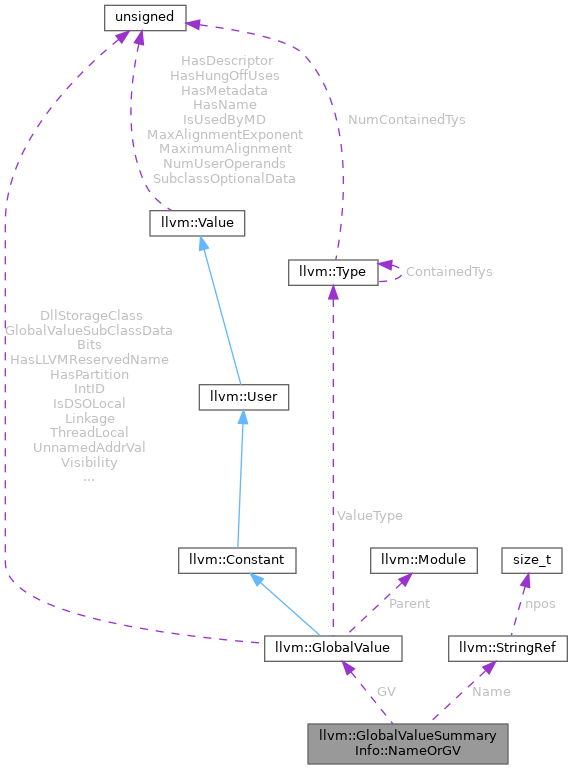 unsigned
HasDescriptor
HasHungOffUses
HasMetadata
HasName
IsUsedByMD
MaxAlignmentExponent
MaximumAlignment
NumUserOperands
SubclassOptionalData
NumContainedTys
llvm::Value
llvm::Type
ContainedTys
DllStorageClass
GlobalValueSubClassData
Bits
HasLLVMReservedName
HasPartition
IntID
IsDSOLocal
Linkage
ThreadLocal
UnnamedAddrVal
Visibility
...
llvm::User
ValueType
llvm::Constant
llvm::Module
size_t
Parent
npos
llvm::GlobalValue
llvm::StringRef
GV
Name
llvm::GlobalValueSummary
Info::NameOrGV